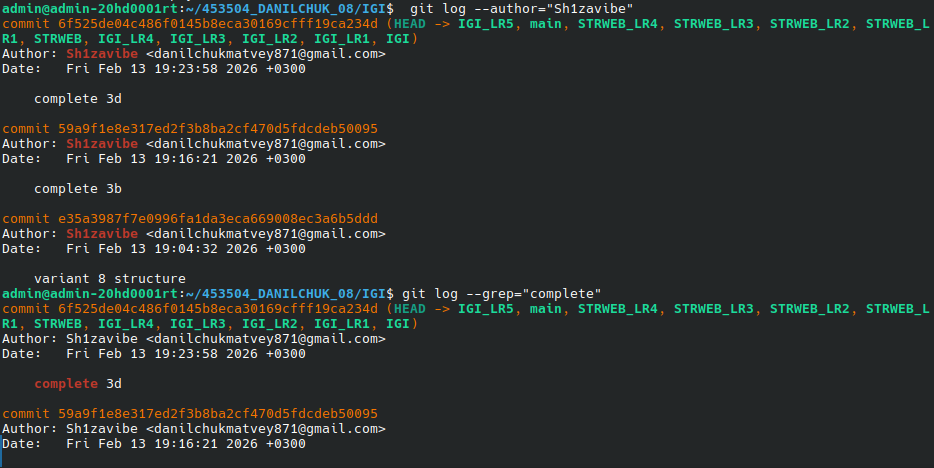 admin@admin-20hd0001rt:~/453504_DANILCHUK_08/IGI$  git log --author="Sh1zavibe"
commit 6f525de04c486f0145b8eca30169cfff19ca234d (HEAD -> IGI_LR5, main, STRWEB_LR4, STRWEB_LR3, STRWEB_LR2, STRWEB_L
R1, STRWEB, IGI_LR4, IGI_LR3, IGI_LR2, IGI_LR1, IGI)
Author: Sh1zavibe <danilchukmatvey871@gmail.com>
Date:   Fri Feb 13 19:23:58 2026 +0300
    complete 3d
commit 59a9f1e8e317ed2f3b8ba2cf470d5fdcdeb50095
Author: Sh1zavibe <danilchukmatvey871@gmail.com>
Date:   Fri Feb 13 19:16:21 2026 +0300
    complete 3b
commit e35a3987f7e0996fa1da3eca669008ec3a6b5ddd
Author: Sh1zavibe <danilchukmatvey871@gmail.com>
Date:   Fri Feb 13 19:04:32 2026 +0300
    variant 8 structure
admin@admin-20hd0001rt:~/453504_DANILCHUK_08/IGI$ git log --grep="complete"
commit 6f525de04c486f0145b8eca30169cfff19ca234d (HEAD -> IGI_LR5, main, STRWEB_LR4, STRWEB_LR3, STRWEB_LR2, STRWEB_L
R1, STRWEB, IGI_LR4, IGI_LR3, IGI_LR2, IGI_LR1, IGI)
Author: Sh1zavibe <danilchukmatvey871@gmail.com>
Date:   Fri Feb 13 19:23:58 2026 +0300
    complete 3d
commit 59a9f1e8e317ed2f3b8ba2cf470d5fdcdeb50095
Author: Sh1zavibe <danilchukmatvey871@gmail.com>
Date:   Fri Feb 13 19:16:21 2026 +0300